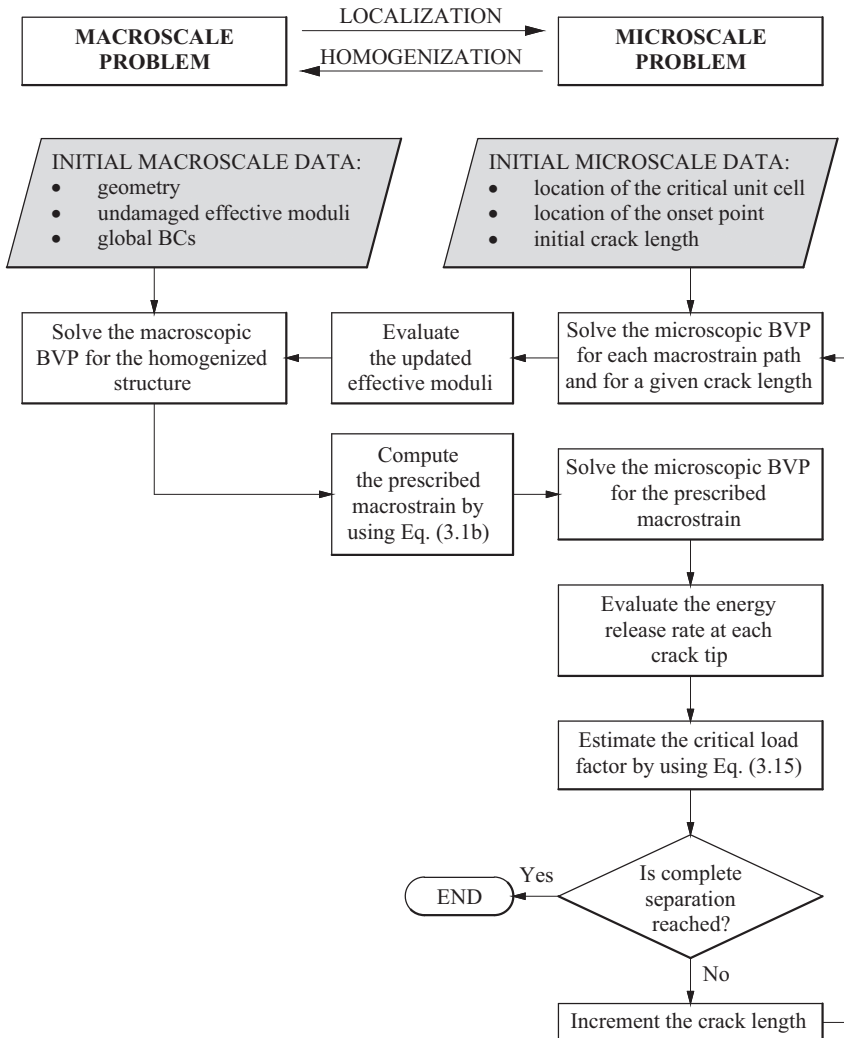 LOCALIZATION
MACROSCALE
PROBLEM
HOMOGENIZATION
MICROSCALE
PROBLEM
INITIAL MACROSCALE DATA:
• geometry
• undamaged effective moduli
• global BCs
INITIAL MICROSCALE DATA:
• location of the critical unit cell
• location of the onset point
• initial crack length
Solve the macroscopic
BVP for the homogenized
structure
Evaluate
the updated
effective moduli
Solve the microscopic BVP
for each macrostrain path
and for a given crack length
Compute
the prescribed
macrostrain by
using Eq. (3.1b)
Solve the microscopic BVP
for the prescribed
macrostrain
Evaluate the energy
release rate at each
crack tip
Estimate the critical load
factor by using Eq. (3.15)
Is complete
separation
reached?
Yes
END
No
Increment the crack length